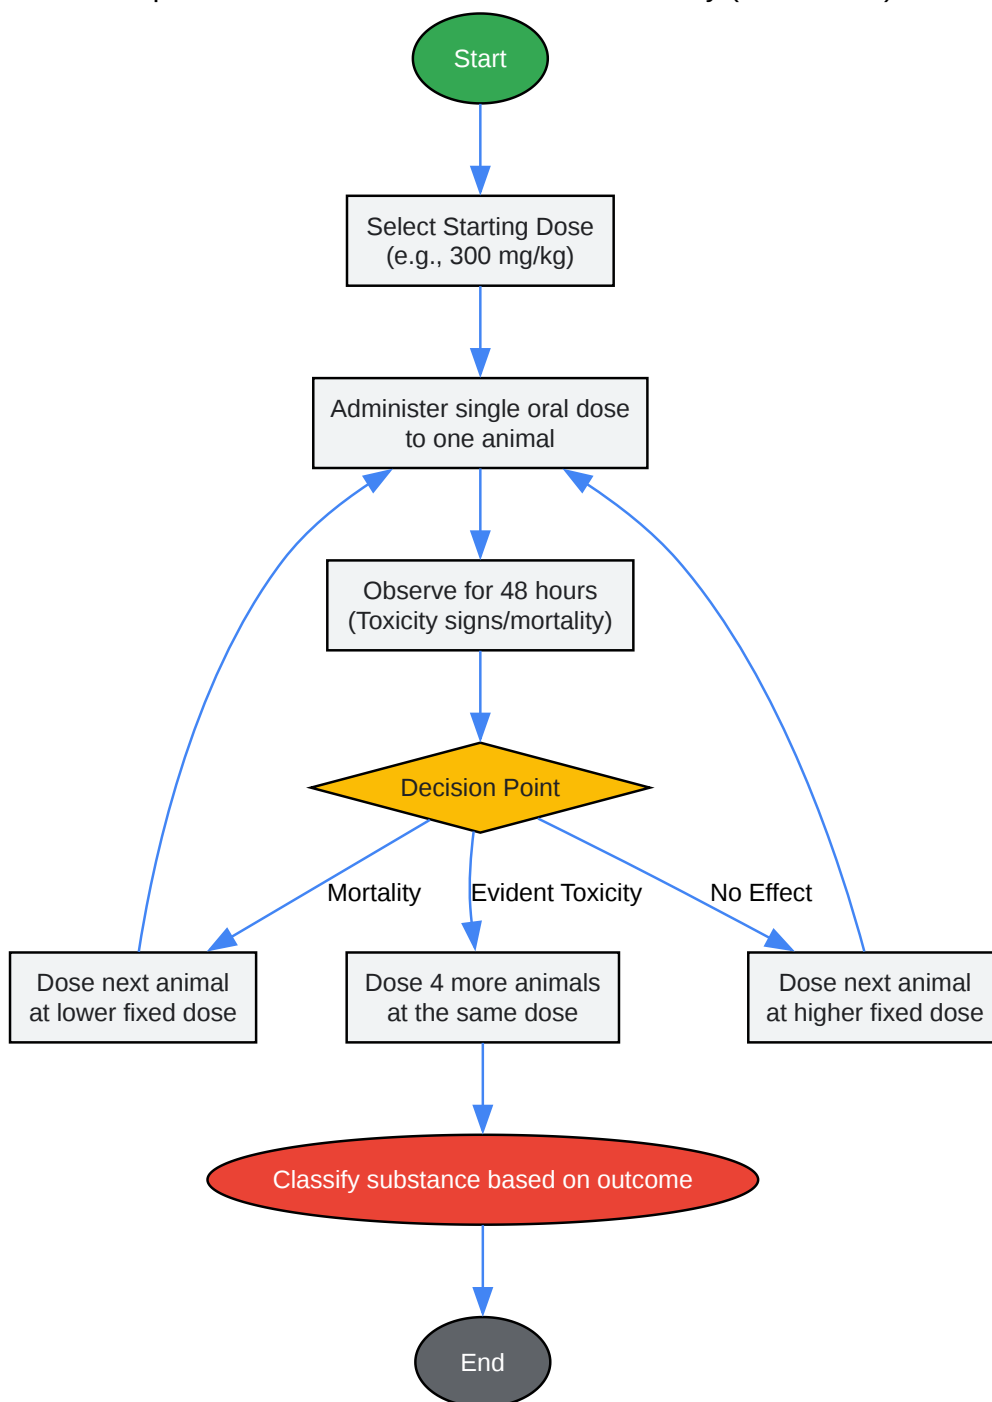 Start
Select Starting Dose
(e.g., 300 mg/kg)
Administer single oral dose
to one animal
Observe for 48 hours
(Toxicity signs/mortality)
Decision Point
Mortality
Evident Toxicity
No Effect
Dose next animal
at lower fixed dose
Dose 4 more animals
at the same dose
Dose next animal
at higher fixed dose
Classify substance based on outcome
End